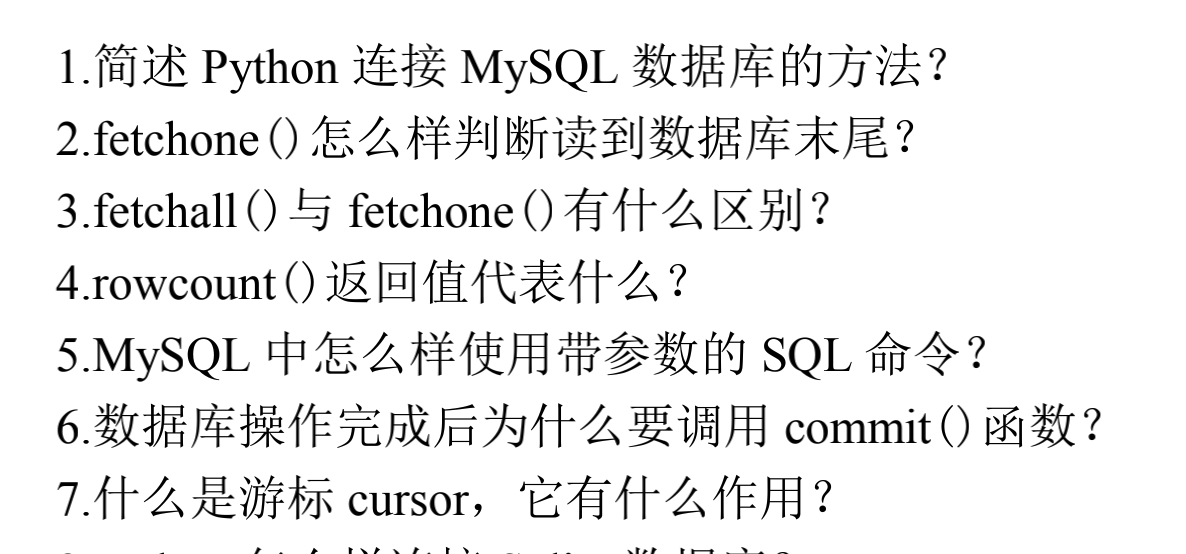 1.简述 Python 连接 MySQL 数据库的方法？
2.fetchone()怎么样判断读到数据库末尾？
3.fetchall()与 fetchone()有什么区别？
4.rowcount()返回值代表什么？
5.MySQL 中怎么样使用带参数的 SQL 命令？
6.数据库操作完成后为什么要调用 commit()函数？
7.什么是游标 cursor，它有什么作用？